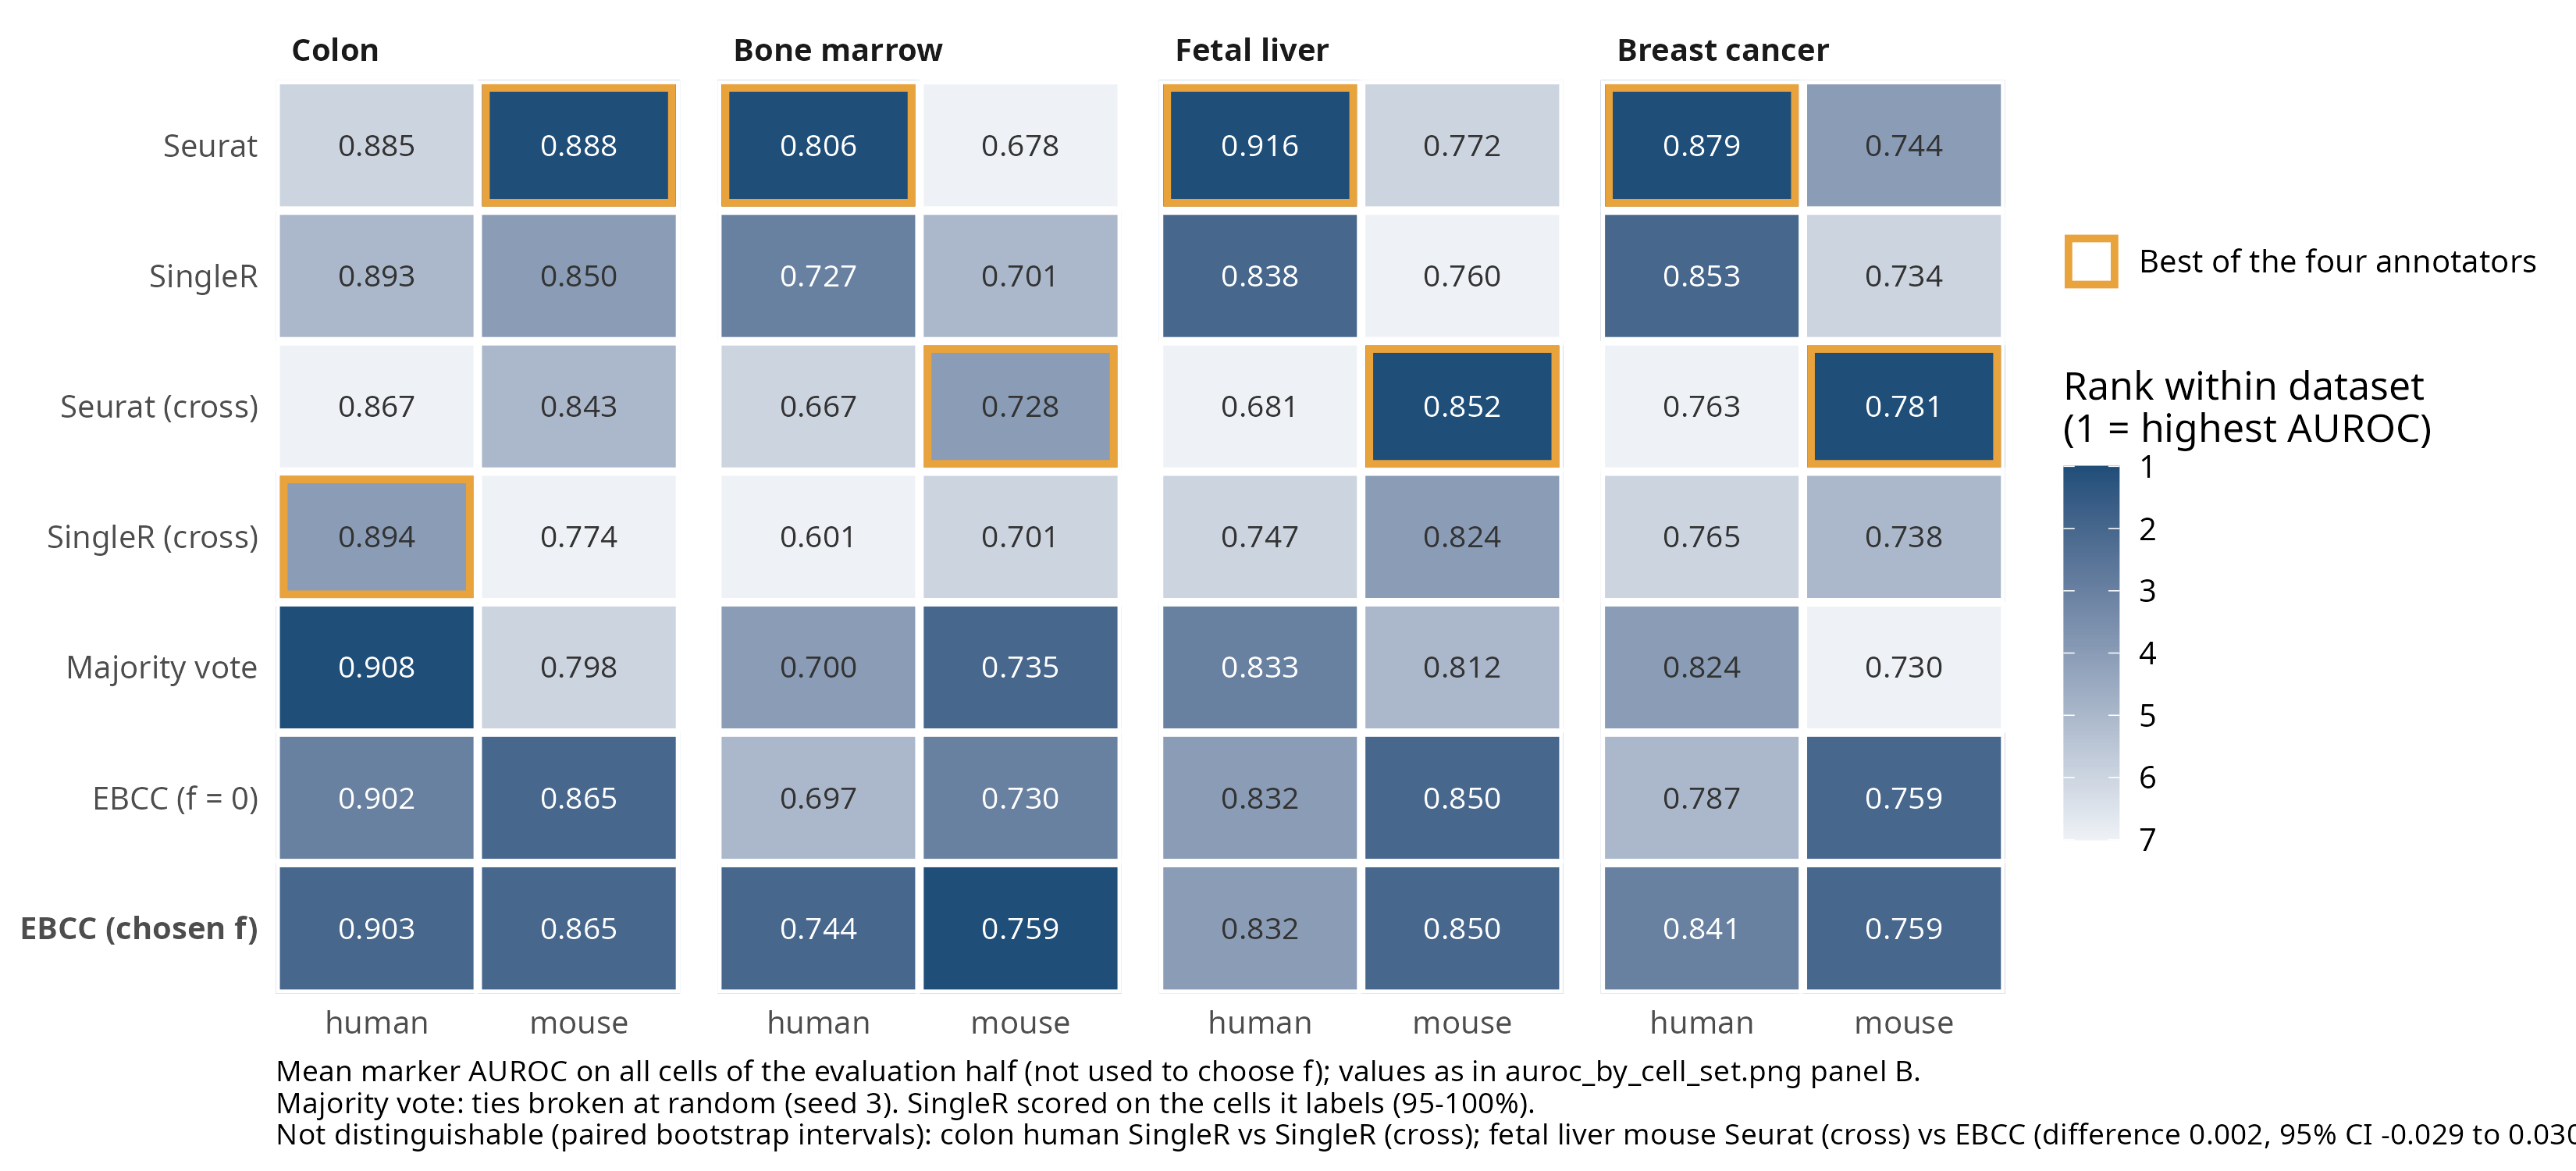 Colon Bone marrow Fetal liver Breast cancer
Seurat 0.885 0.888 0.806 0.678 0.916 0.772 0.879 0.744
SingleR 0.893 0.850 0.727 0.701 0.838 0.760 0.853 0.734
Seurat (cross) 0.867 0.843 0.667 0.728 0.681 0.852 0.763 0.781
SingleR (cross) 0.894 0.774 0.601 0.701 0.747 0.824 0.765 0.738
Majority vote 0.908 0.798 0.700 0.735 0.833 0.812 0.824 0.730
EBCC (f = 0) 0.902 0.865 0.697 0.730 0.832 0.850 0.787 0.759
EBCC (chosen f) 0.903 0.865 0.744 0.759 0.832 0.850 0.841 0.759
human mouse human mouse human mouse human mouse
Best of the four annotators
Rank within dataset
(1 = highest AUROC)
1
2
3
4
5
6
7
Mean marker AUROC on all cells of the evaluation half (not used to choose f); values as in auroc_by_cell_set.png panel B.
Majority vote: ties broken at random (seed 3). SingleR scored on the cells it labels (95-100%).
Not distinguishable (paired bootstrap intervals): colon human SingleR vs SingleR (cross); fetal liver mouse Seurat (cross) vs EBCC (difference 0.002, 95% CI -0.029 to 0.030